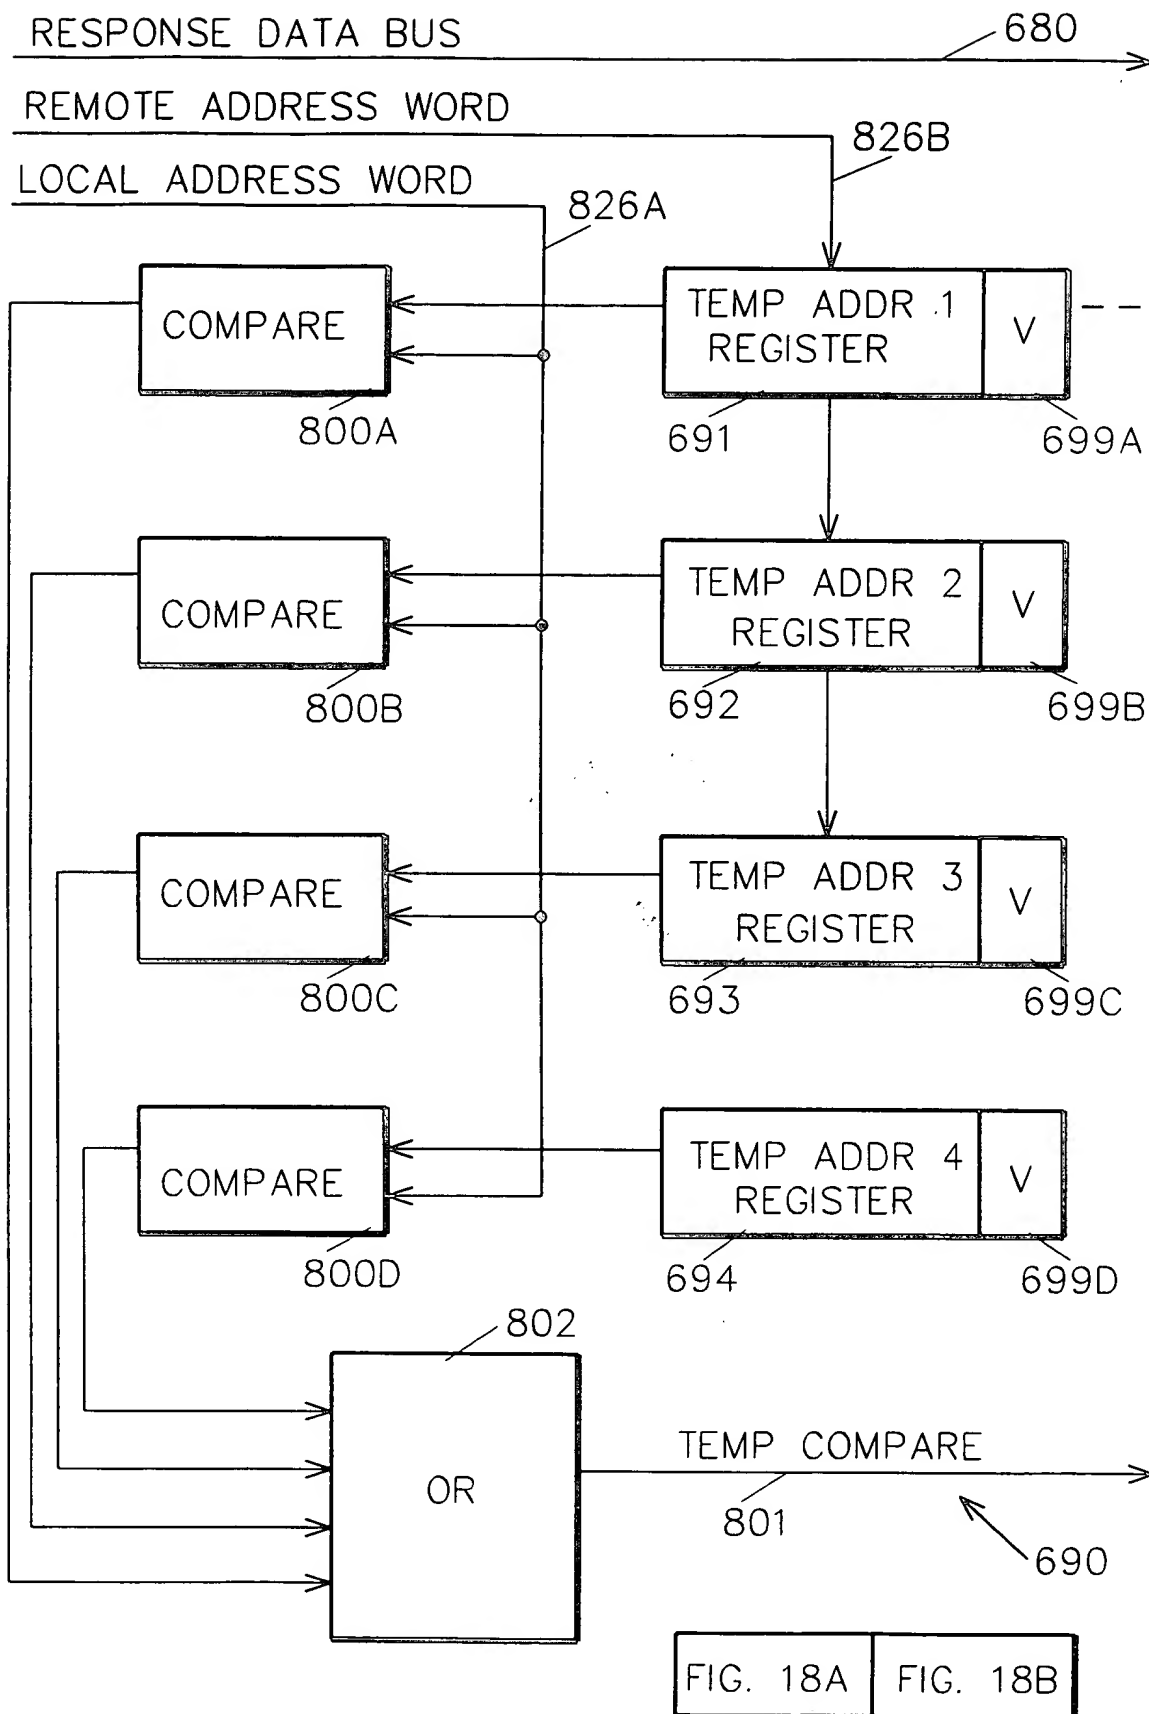 RESPONSE DATA BUS
680
REMOTE ADDRESS WORD
826B
LOCAL ADDRESS WORD
826A
COMPARE
800A
TEMP ADDR 1
REGISTER
V
691
699A
COMPARE
800B
TEMP ADDR 2
REGISTER
V
692
699B
COMPARE
800C
TEMP ADDR 3
REGISTER
V
693
699C
COMPARE
800D
TEMP ADDR 4
REGISTER
V
694
699D
802
OR
TEMP COMPARE
801
690
FIG. 18A
FIG. 18B